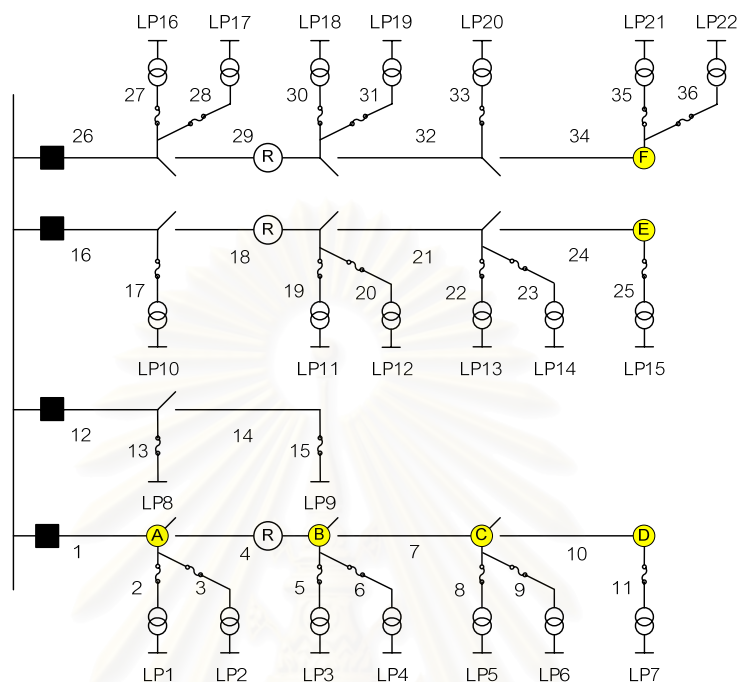 LP16 LP17 LP18 LP19 LP20 LP21 LP22
27 28 30 31 33 35 36
26 29 32 34
R F
R E
16 18 21 24
17 19 20 22 23 25
LP10 LP11 LP12 LP13 LP14 LP15
12 14
13 15
LP8 LP9
A R B C D
1 4 7 10
2 3 5 6 8 9 11
LP1 LP2 LP3 LP4 LP5 LP6 LP7